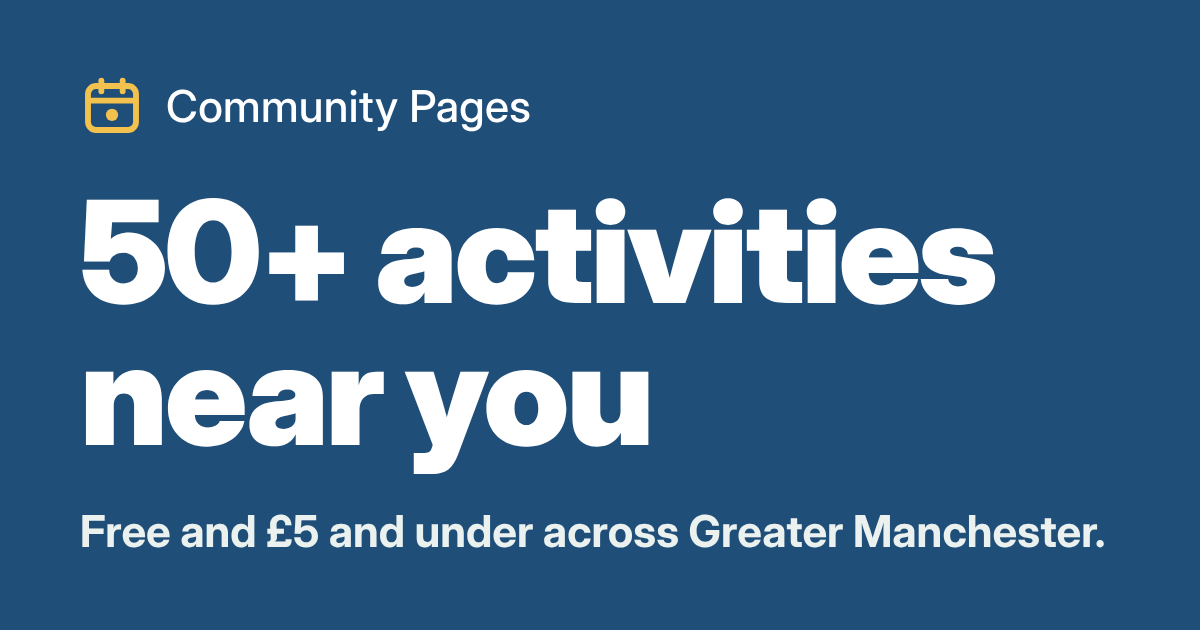 Community Pages
50+ activities
near you
Free and £5 and under across Greater Manchester.